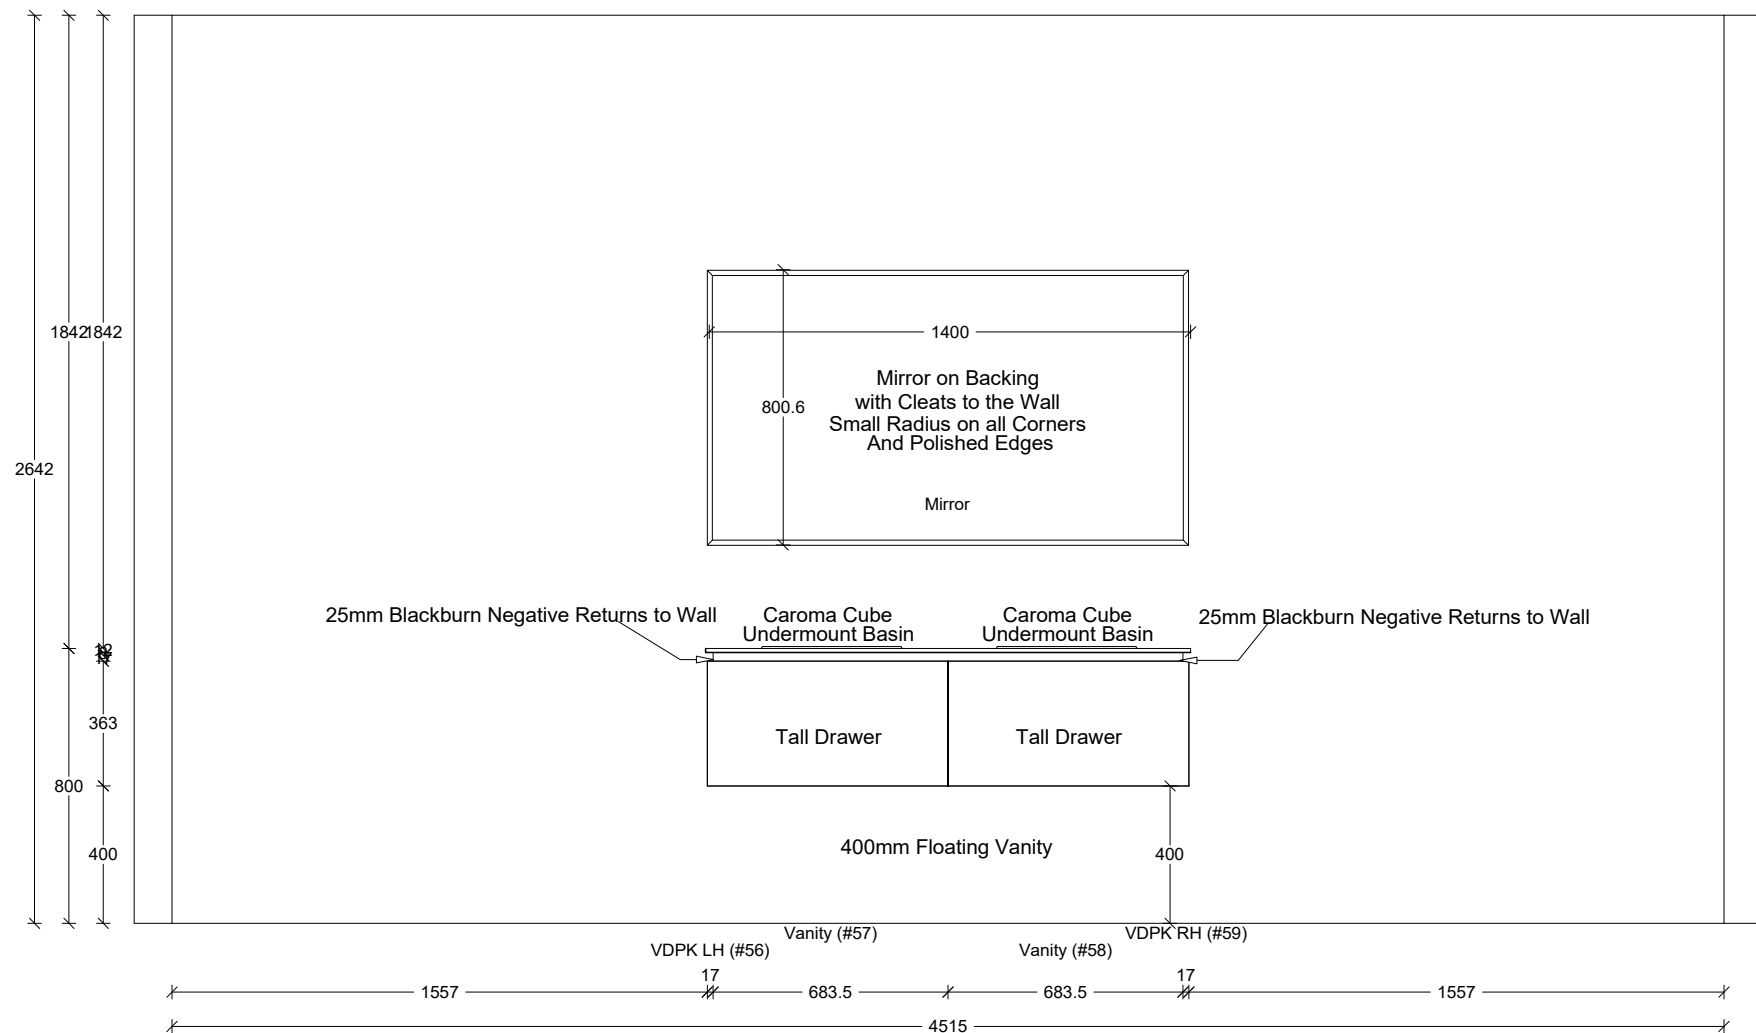 1842
1842
1400
Mirror on Backing
800.6
with Cleats to the Wall
Small Radius on all Corners
And Polished Edges
2642
Mirror
25mm Blackburn Negative Returns to Wall
Caroma Cube
Undermount Basin
Caroma Cube
Undermount Basin
25mm Blackburn Negative Returns to Wall
12
363
Tall Drawer
Tall Drawer
800
400mm Floating Vanity
400
400
Vanity (#57)
VDPK RH (#59)
VDPK LH (#56)
Vanity (#58)
17
17
1557
683.5
683.5
1557
4515